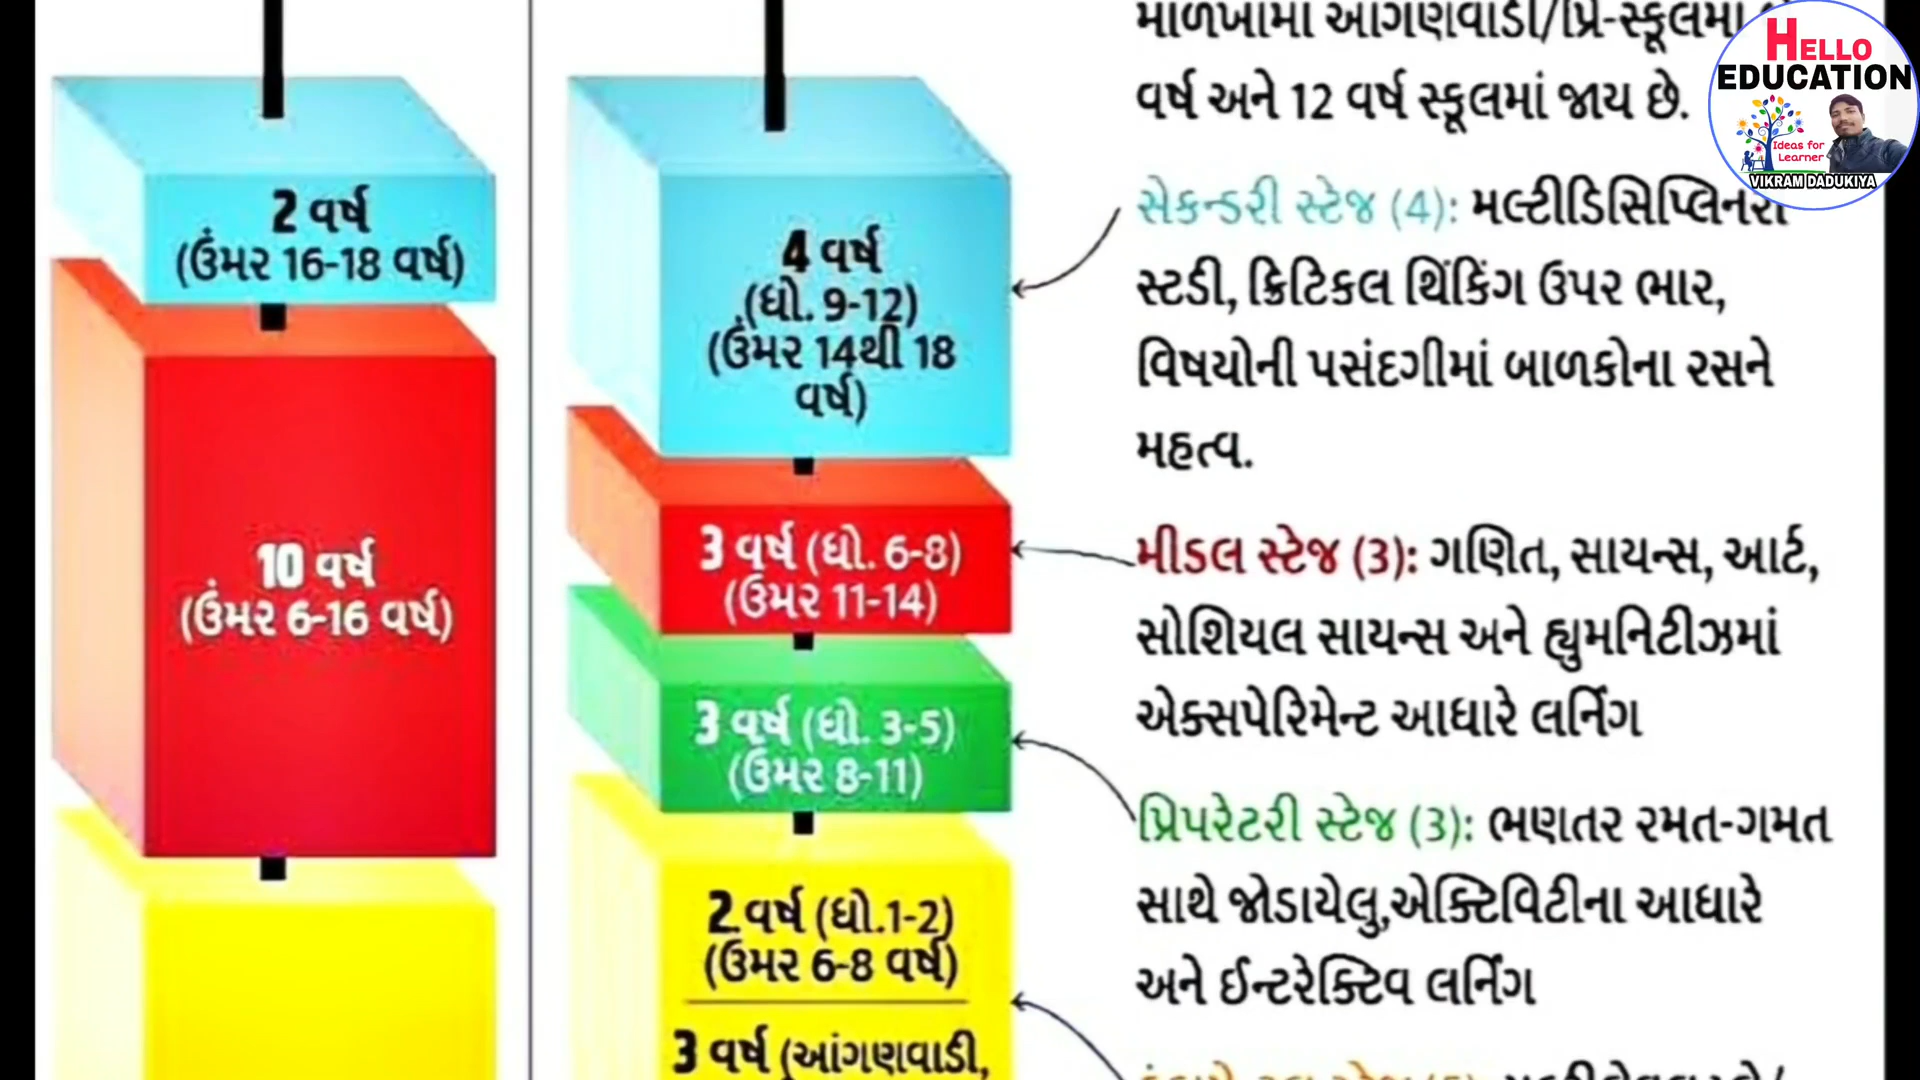 2 વર્ષ
(ઉંમર 16-18 વર્ષ)
10 વર્ષ
(ઉંમર 6-16 વર્ષ)
4 વર્ષ
(ધો. 9-12)
(ઉંમર 14થી 18
વર્ષ)
3 વર્ષ (ધો. 6-8)
(ઉંમર 11-14)
3 વર્ષ (ધો. 3-5)
(ઉંમર 8-11)
2 વર્ષ (ધો.1-2)
(ઉંમર 6-8 વર્ષ)
3 વર્ષ (આંગણવાડી,
માળખામાં આંગણવાડી/પ્રિ-સ્કૂલમાં
વર્ષ અને 12 વર્ષ સ્કૂલમાં જાય છે.
સેકન્ડરી સ્ટેજ (4): મલ્ટીડિસિપ્લિનરી
સ્ટડી, ક્રિટિકલ થિંકિંગ ઉપર ભાર,
વિષયોની પસંદગીમાં બાળકોના રસને
મહત્વ.
મીડલ સ્ટેજ (3): ગણિત, સાયન્સ, આર્ટ,
સોશિયલ સાયન્સ અને હ્યુમનિટીઝમાં
એક્સપેરિમેન્ટ આધારે લર્નિંગ
પ્રિપરેટરી સ્ટેજ (3): ભણતર રમત-ગમત
સાથે જોડાયેલુ,એક્ટિવિટીના આધારે
અને ઈન્ટરેક્ટિવ લર્નિંગ
HELLO
EDUCATION
Ideas for
Learner
VIKRAM DADUKIYA